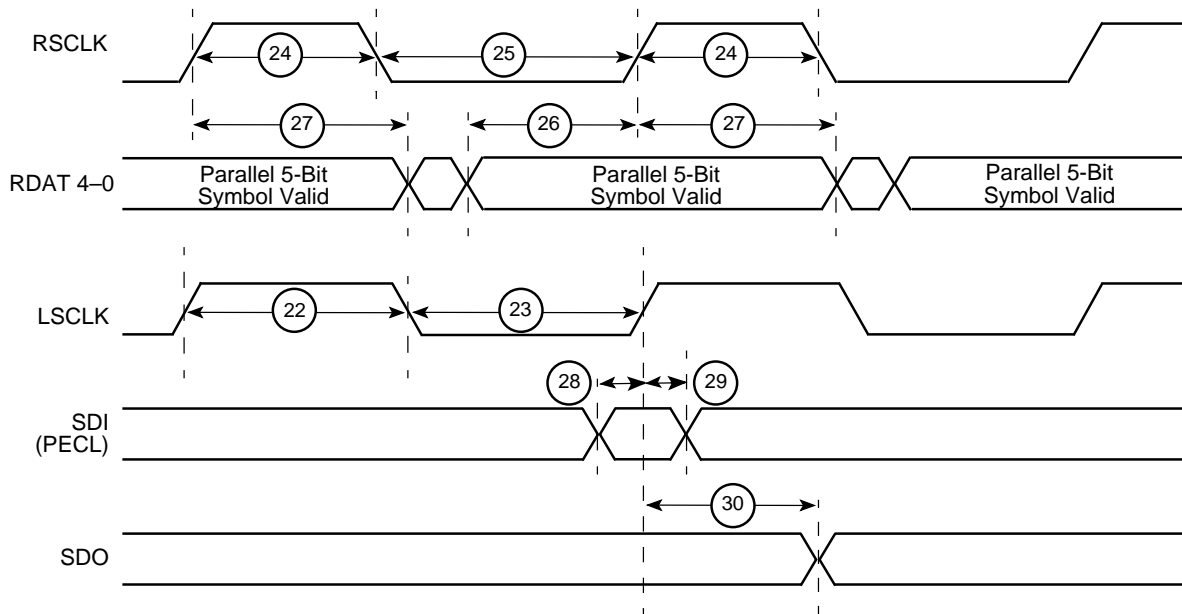 RSCLK
24
25
24
27
26
27
RDAT 4–0
Parallel 5-Bit
Symbol Valid
Parallel 5-Bit
Symbol Valid
Parallel 5-Bit
Symbol Valid
LSCLK
22
23
28
29
SDI
(PECL)
30
SDO